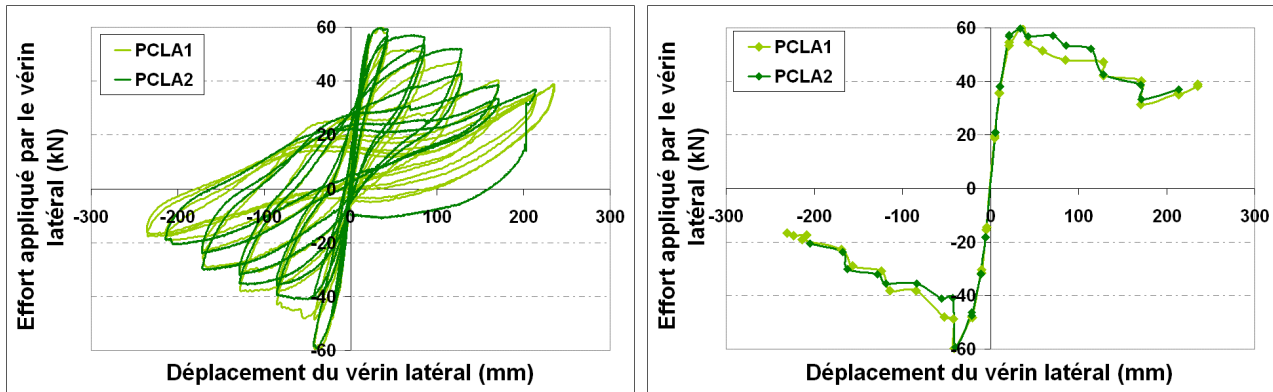 Effort appliqué par le vérin
latéral (kN)
PCLA1
PCLA2
60
40
20
0
-20
-40
-60
-300 -200 -100 0 100 200 300
Déplacement du vérin latéral (mm)
Effort appliqué par le vérin
latéral (kN)
PCLA1
PCLA2
60
40
20
0
-20
-40
-60
-300 -200 -100 0 100 200 300
Déplacement du vérin latéral (mm)